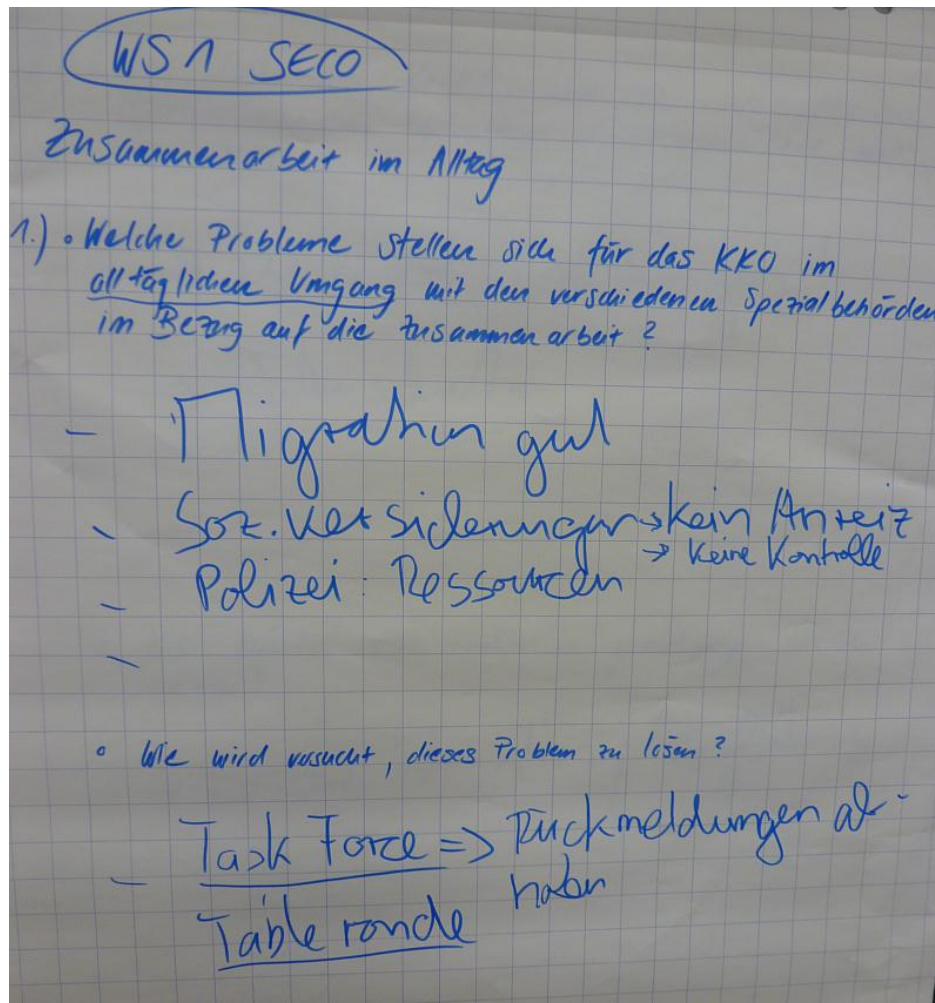 WS 1 SECO
Zusammenarbeit im Alltag
1.) • Welche Probleme stellen sich für das KKO im
alltäglichen Umgang mit den verschiedenen Spezialbehörden
im Bezug auf die Zusammenarbeit?
- Migration gut
- Soz. Versicherungen → kein Anreiz
→ keine Kontrolle
- Polizei: Ressourcen
-
• Wie wird versucht, dieses Problem zu lösen?
- Task Force => Rückmeldungen
Table ronde haben